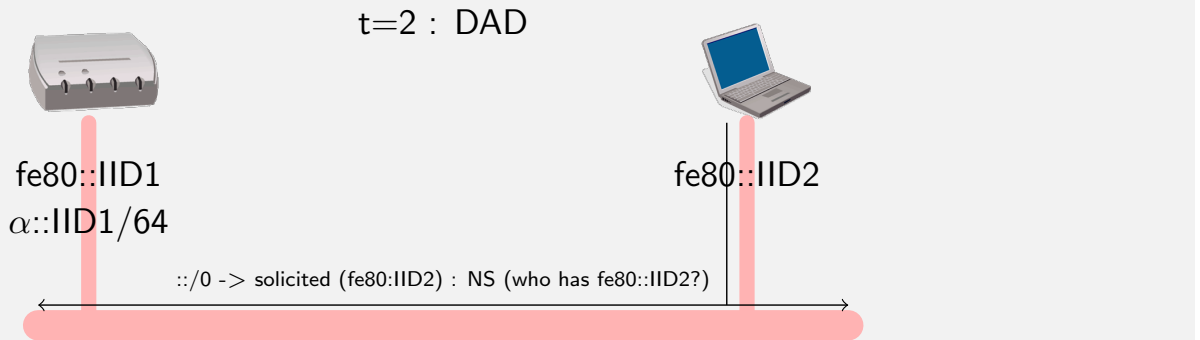 t=2 : DAD
fe80::IID1
α::IID1/64
fe80::IID2
::/0 -> solicited (fe80:IID2) : NS (who has fe80::IID2?)